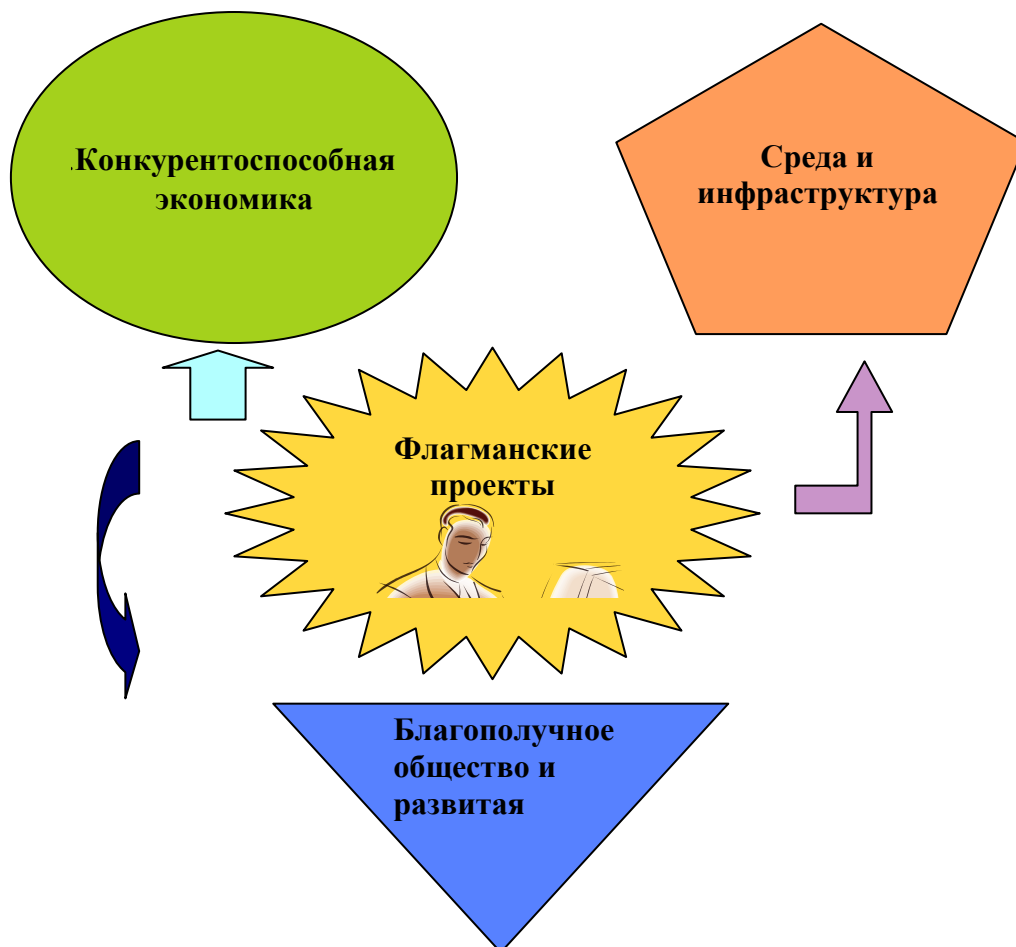 .Конкурентоспособная
экономика
Среда и
инфраструктура
Флагманские
проекты
Благополучное
общество и
развитая